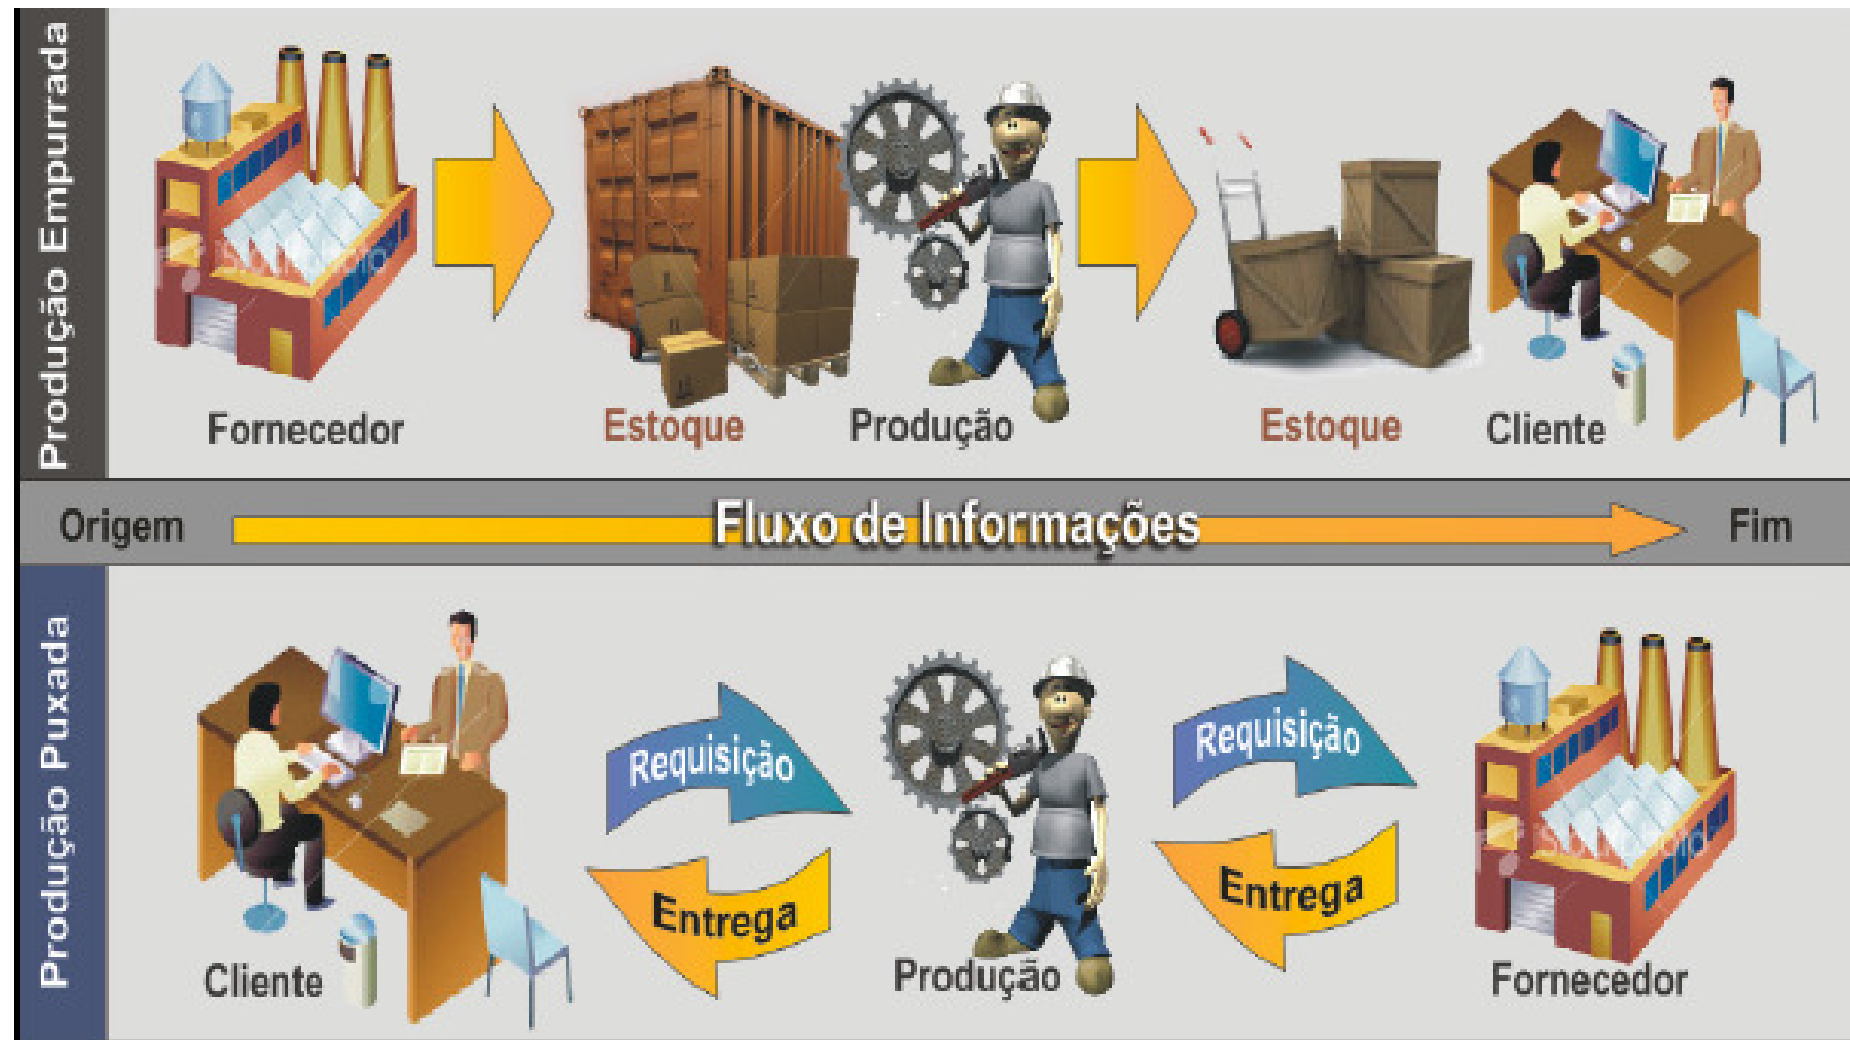 Produção Empurrada
Fornecedor
Estoque
Produção
Estoque
Cliente
Origem
Fluxo de Informações
Fim
Produção Puxada
Requisição
Requisição
Entrega
Entrega
Cliente
Produção
Fornecedor